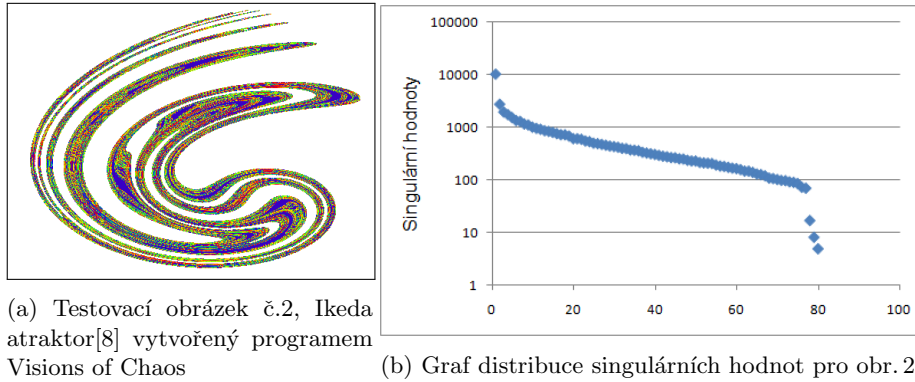 100000
10000
1000
100
10
1
Singulární hodnoty
0 20 40 60 80 100
(a) Testovací obrázek č.2, Ikeda
atraktor[8] vytvořený programem
Visions of Chaos
(b) Graf distribuce singulárních hodnot pro obr. 2